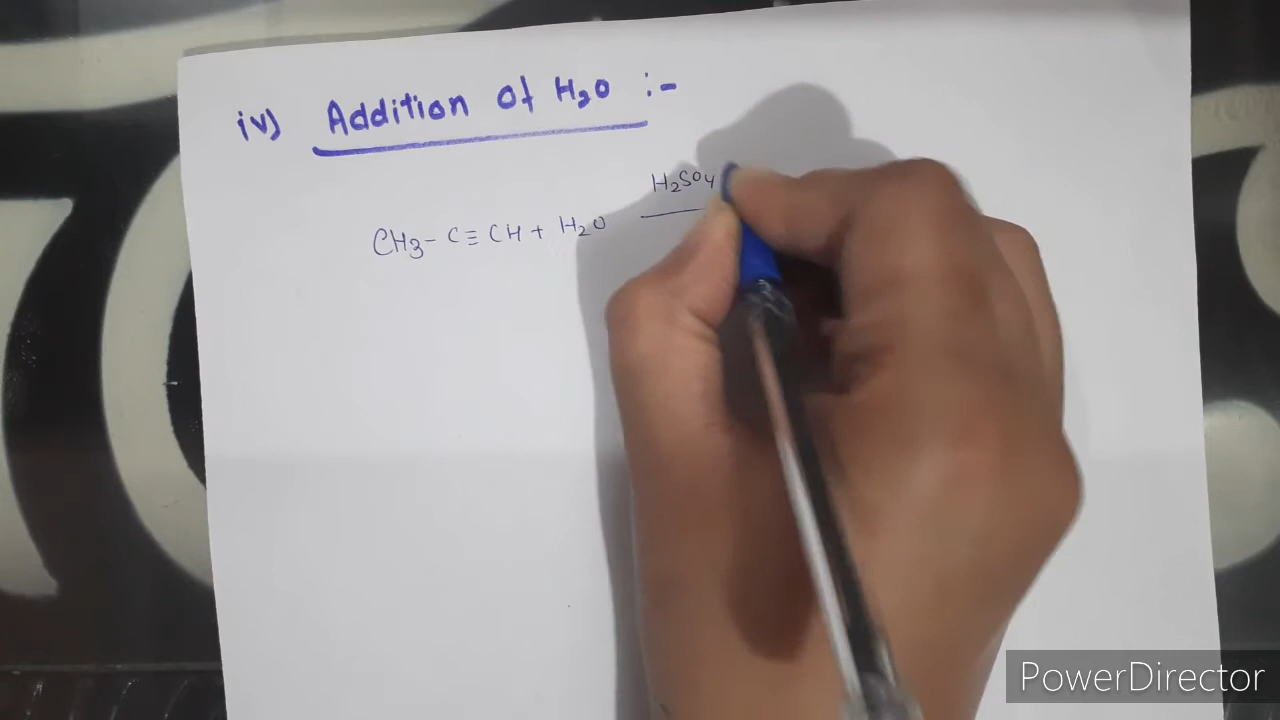 iv) Addition of H₂O :-
H₂SO₄
CH₃- C ≡ CH + H₂O
PowerDirector